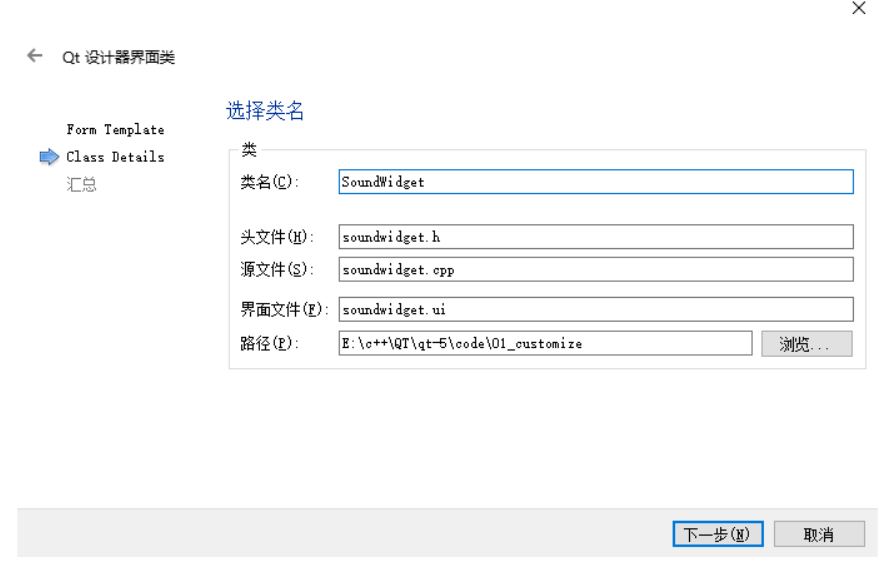 Qt 设计器界面类
Form Template
Class Details
汇总
选择类名
类
类名(C): SoundWidget
头文件(H): soundwidget.h
源文件(S): soundwidget.cpp
界面文件(F): soundwidget.ui
路径(P): E:\c++\QT\qt-5\code\01_customize 浏览...
下一步(N) 取消